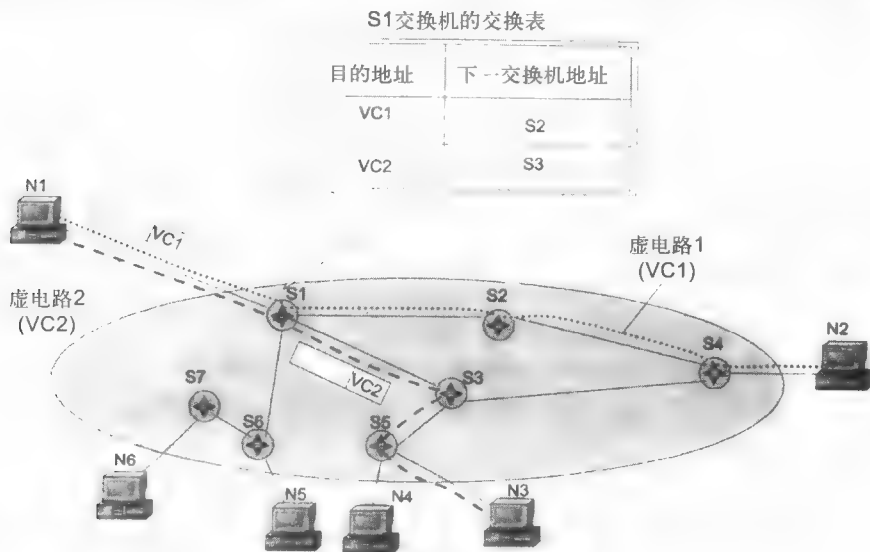 S1交换机的交换表
目的地址 下一交换机地址
VC1 S2
VC2 S3
N1
VC1
虚电路1
(VC1)
虚电路2
(VC2)
S1
S2
N2
S4
VC2
S3
S7
S6
S5
N6
N5
N4
N3